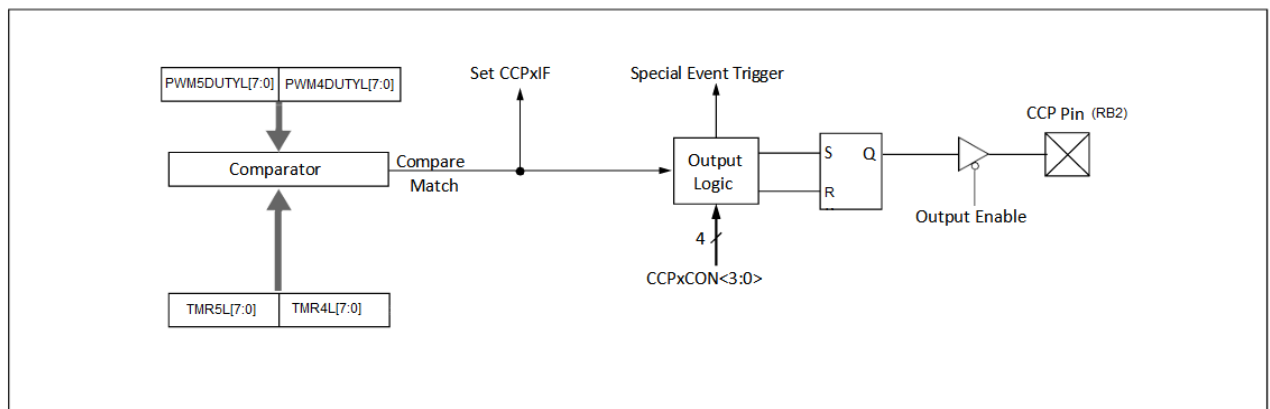 PWM5DUTYL[7:0] PWM4DUTYL[7:0]
Set CCPxIF
Special Event Trigger
CCP Pin (RB2)
Comparator
Compare
Match
Output
Logic
S Q
R
Output Enable
4
CCPxCON<3:0>
TMR5L[7:0] TMR4L[7:0]